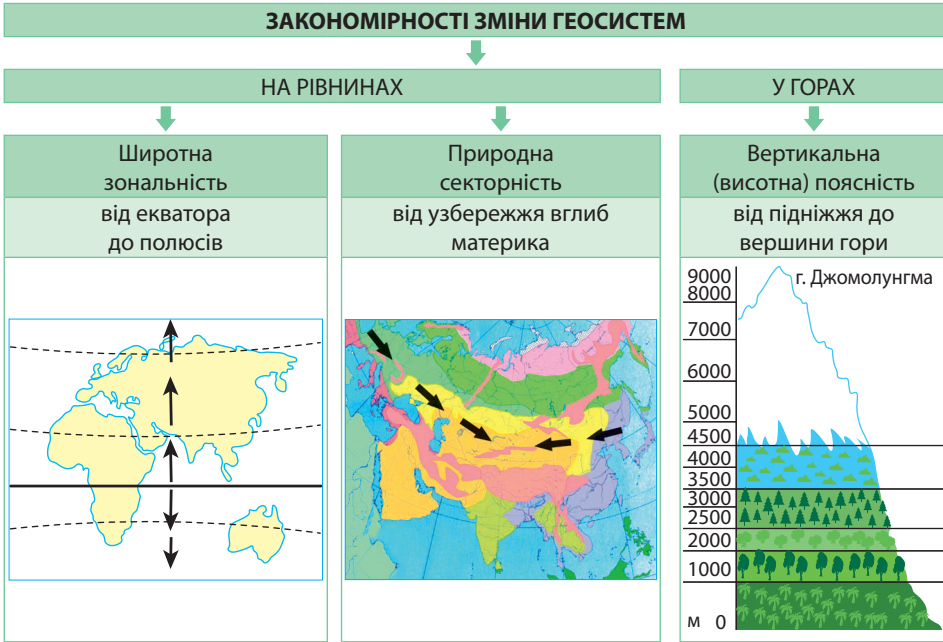 ЗАКОНОМІРНОСТІ ЗМІНИ ГЕОСИСТЕМ
НА РІВНИНАХ
У ГОРАХ
Широтна
зональність
від екватора
до полюсів
Природна
секторність
від узбережжя вглиб
материка
Вертикальна
(висотна) поясність
від підніжжя до
вершини гори
г. Джомолунгма
9000
8000
7000
6000
5000
4500
4000
3500
3000
2500
2000
1000
м 0